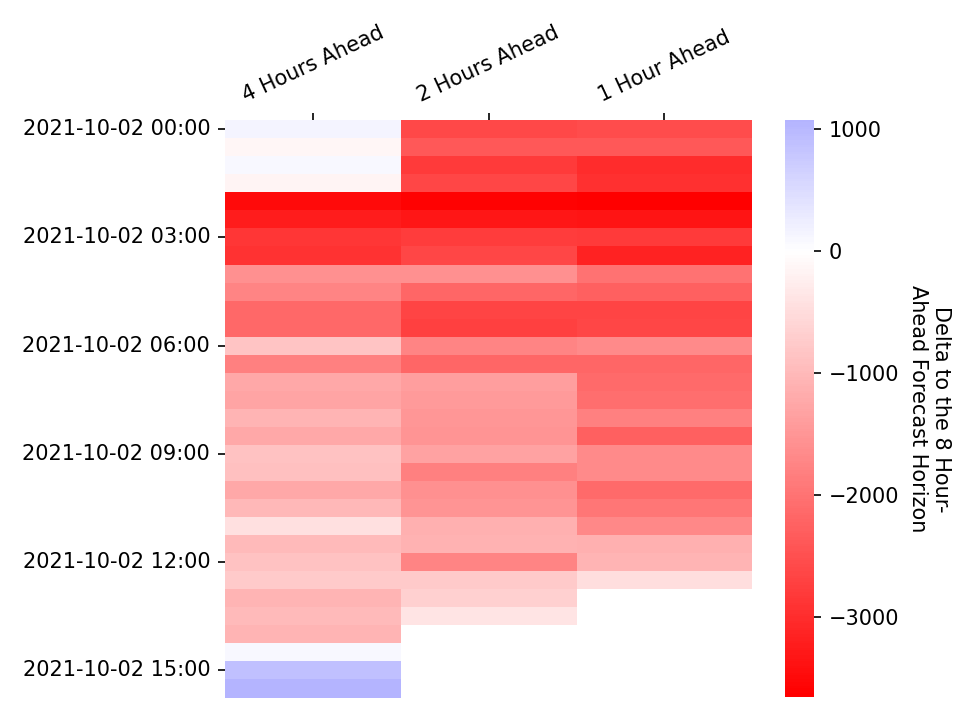 4 Hours Ahead
2 Hours Ahead
1 Hour Ahead
2021-10-02 00:00
2021-10-02 03:00
2021-10-02 06:00
2021-10-02 09:00
2021-10-02 12:00
2021-10-02 15:00
1000
0
−1000
−2000
−3000
Delta to the 8 Hour-
Ahead Forecast Horizon